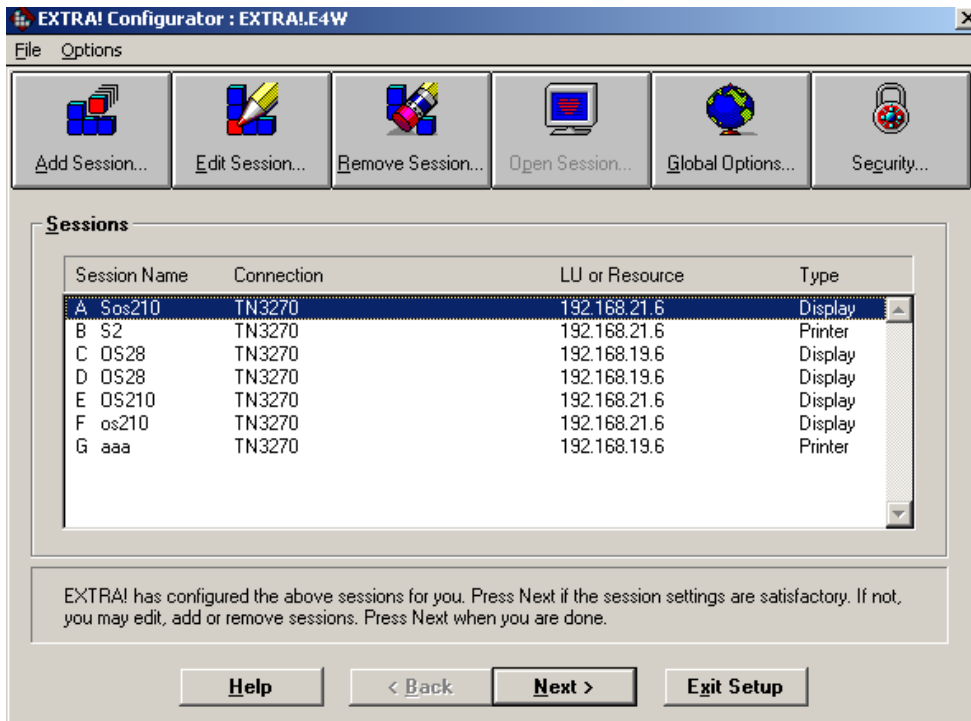 EXTRA! Configurator : EXTRA!.E4W
File Options
Add Session... Edit Session... Remove Session... Open Session... Global Options... Security...
Sessions
Session Name Connection LU or Resource Type
A Sos210 TN3270 192.168.21.6 Display
B S2 TN3270 192.168.21.6 Printer
C OS28 TN3270 192.168.19.6 Display
D OS28 TN3270 192.168.19.6 Display
E OS210 TN3270 192.168.21.6 Display
F os210 TN3270 192.168.21.6 Display
G aaa TN3270 192.168.19.6 Printer
EXTRA! has configured the above sessions for you. Press Next if the session settings are satisfactory. If not,
you may edit, add or remove sessions. Press Next when you are done.
Help < Back Next > Exit Setup